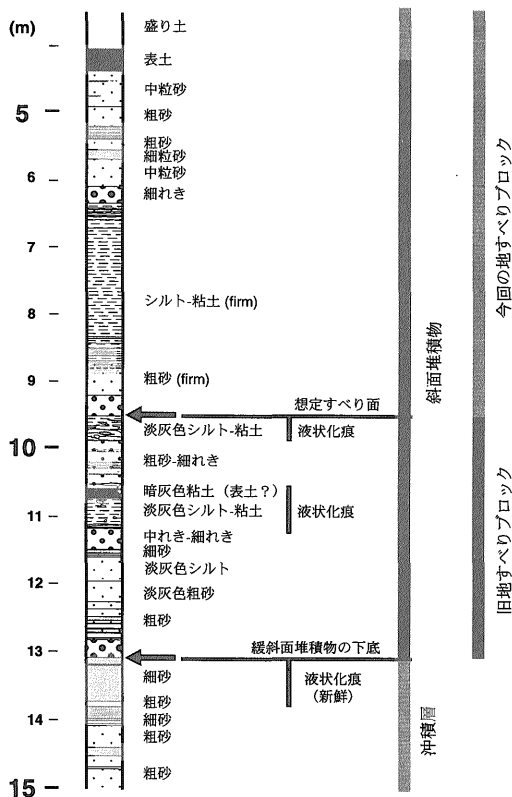 (m)
盛り土
表土
中粒砂
5
粗砂
粗砂
細粒砂
中粒砂
6
細れき
7
シルト-粘土 (firm)
8
9
粗砂 (firm)
想定すべり面
淡灰色シルト-粘土
液状化痕
10
粗砂-細れき
暗灰色粘土（表土？）
淡灰色シルト-粘土
液状化痕
11
中れき-細れき
細砂
淡灰色シルト
12
淡灰色粗砂
粗砂
緩斜面堆積物の下底
13
細砂
液状化痕
（新鮮）
粗砂
14
細砂
粗砂
粗砂
15
斜面堆積物
沖積層
今回の地すべりブロック
旧地すべりブロック